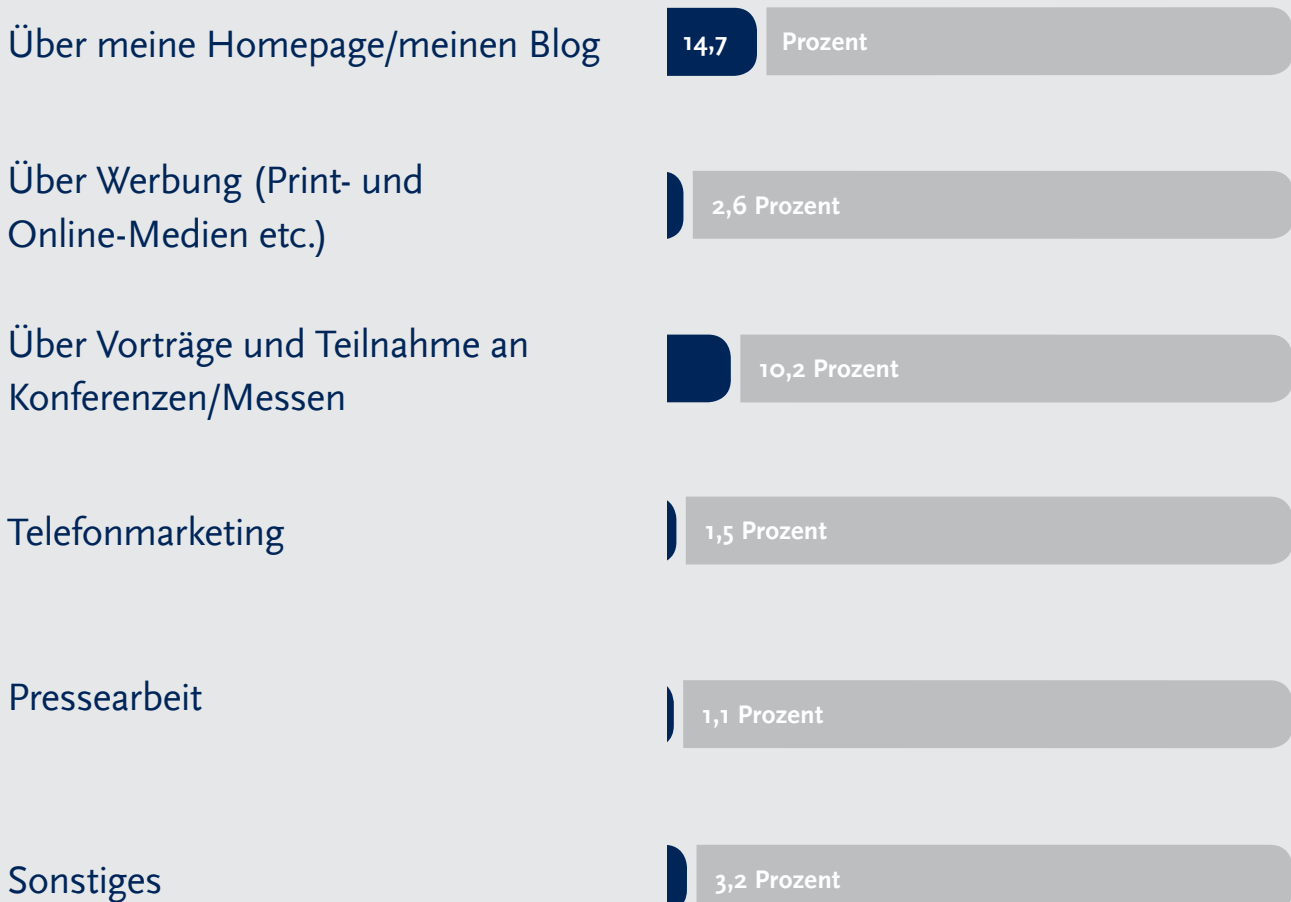 Über meine Homepage/meinen Blog
14,7 Prozent
Über Werbung (Print- und
Online-Medien etc.)
2,6 Prozent
Über Vorträge und Teilnahme an
Konferenzen/Messen
10,2 Prozent
Telefonmarketing
1,5 Prozent
Pressearbeit
1,1 Prozent
Sonstiges
3,2 Prozent